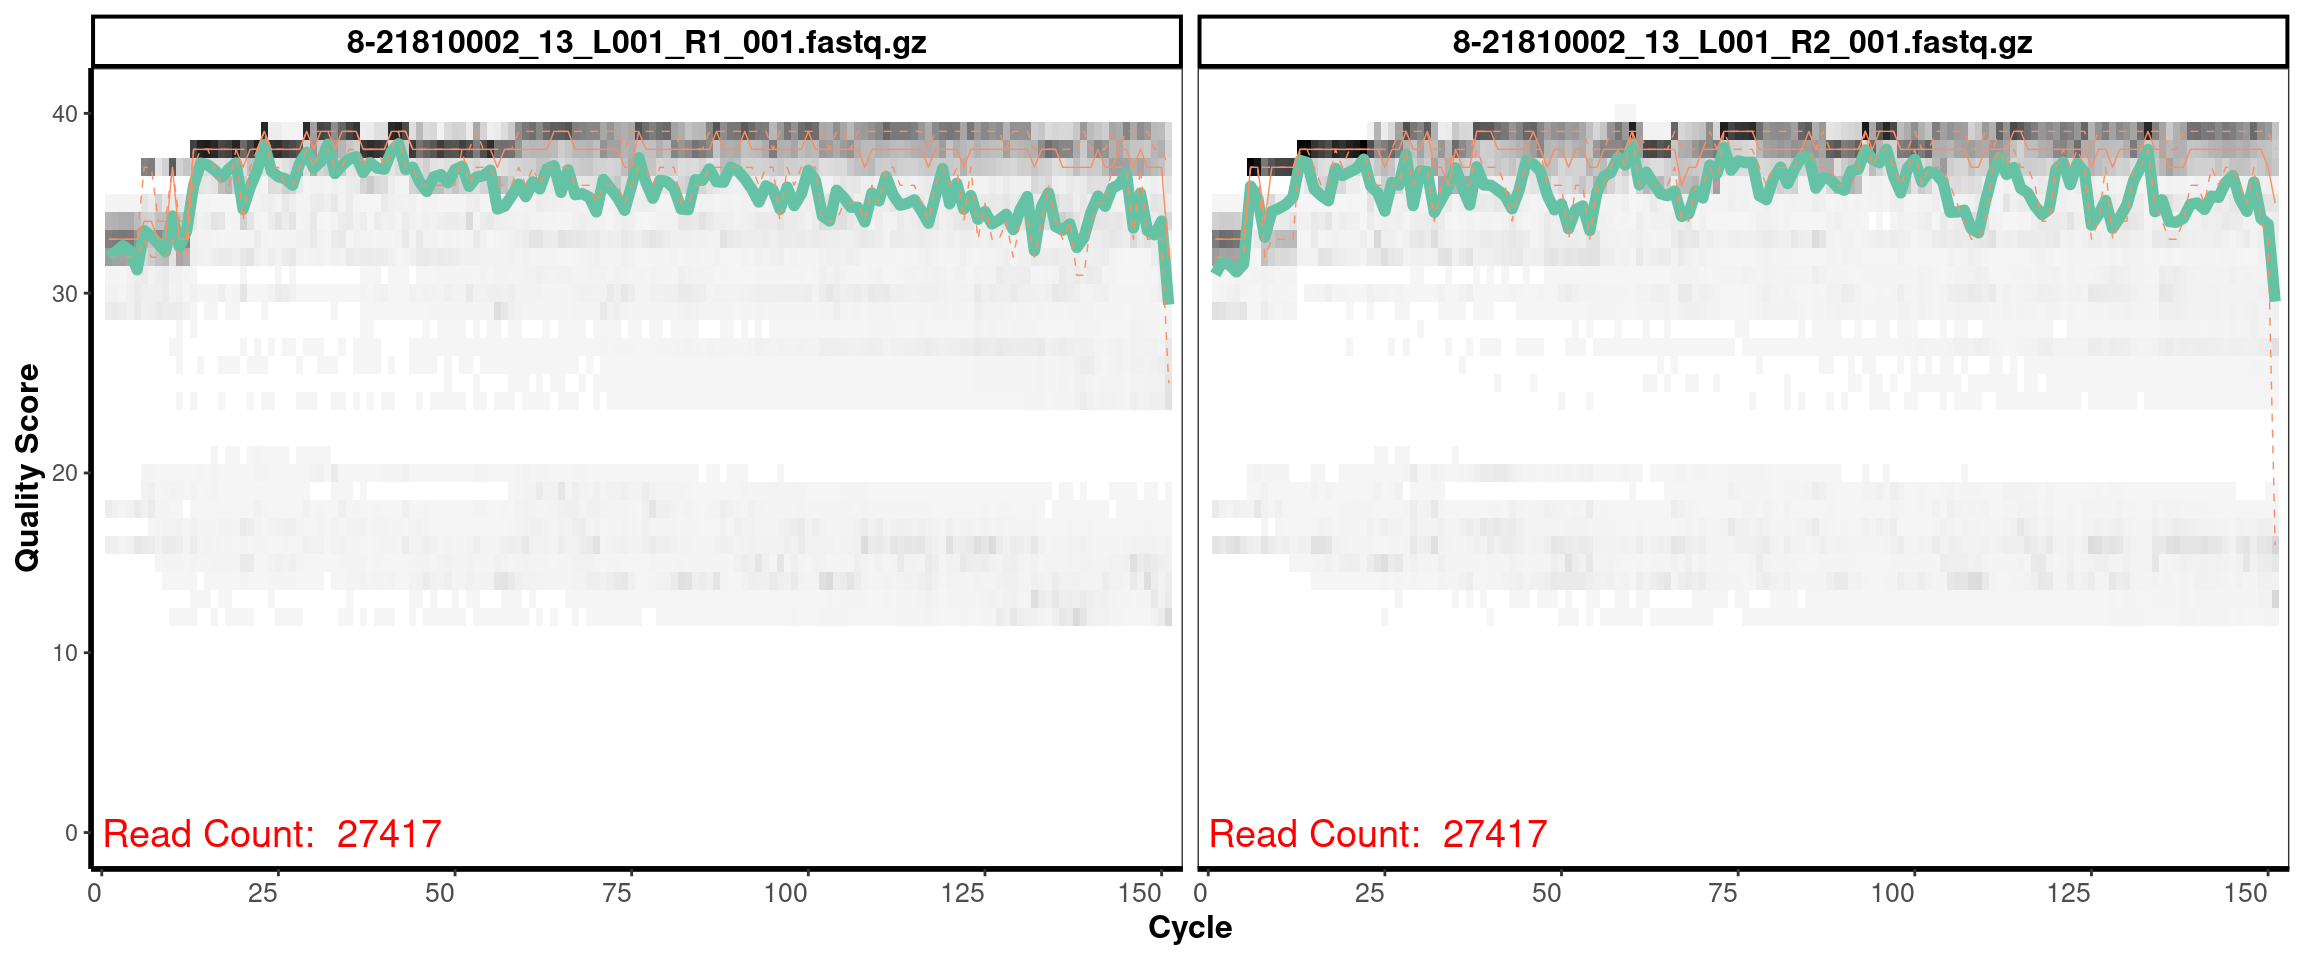 8-21810002_13_L001_R1_001.fastq.gz
8-21810002_13_L001_R2_001.fastq.gz
Quality Score
40
30
20
10
0
Read Count: 27417
Read Count: 27417
0 25 50 75 100 125 150
0 25 50 75 100 125 150
Cycle